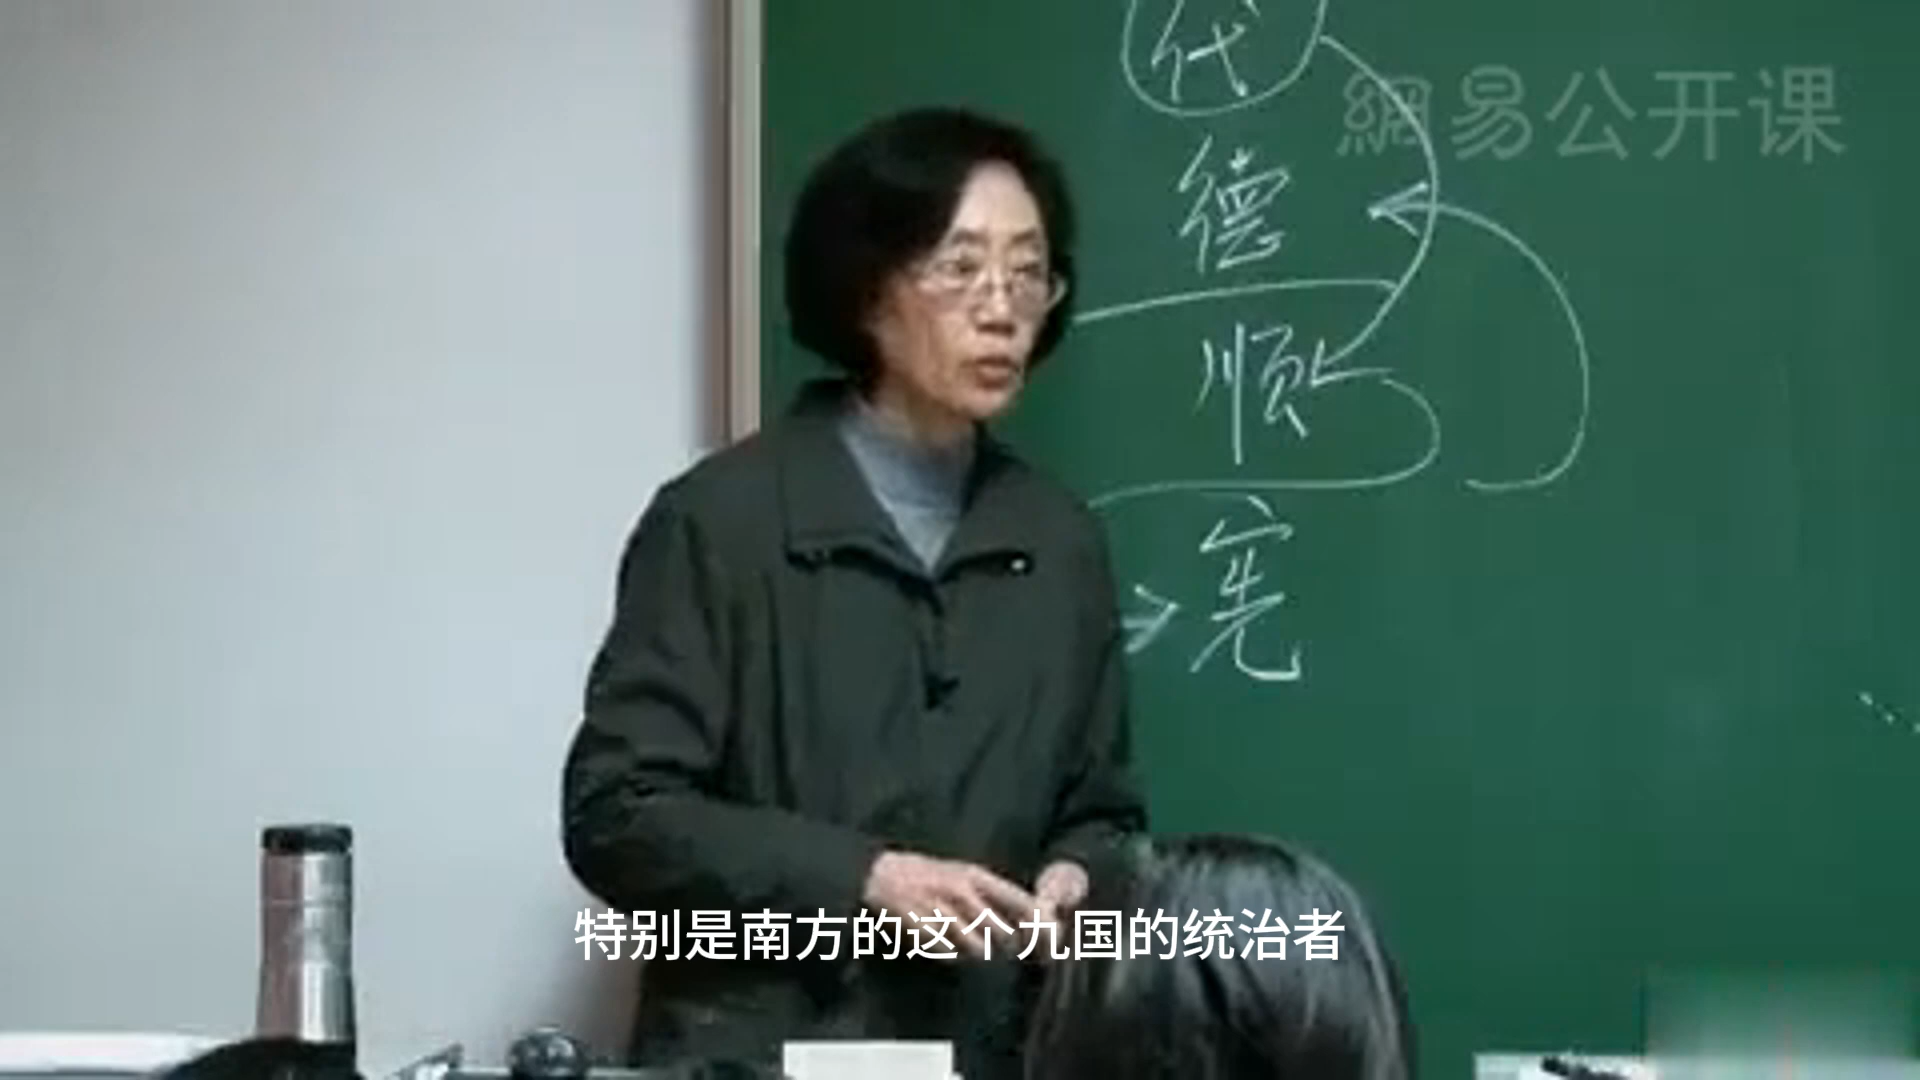 代
網易公开课
德
顺
宪
特别是南方的这个九国的统治者